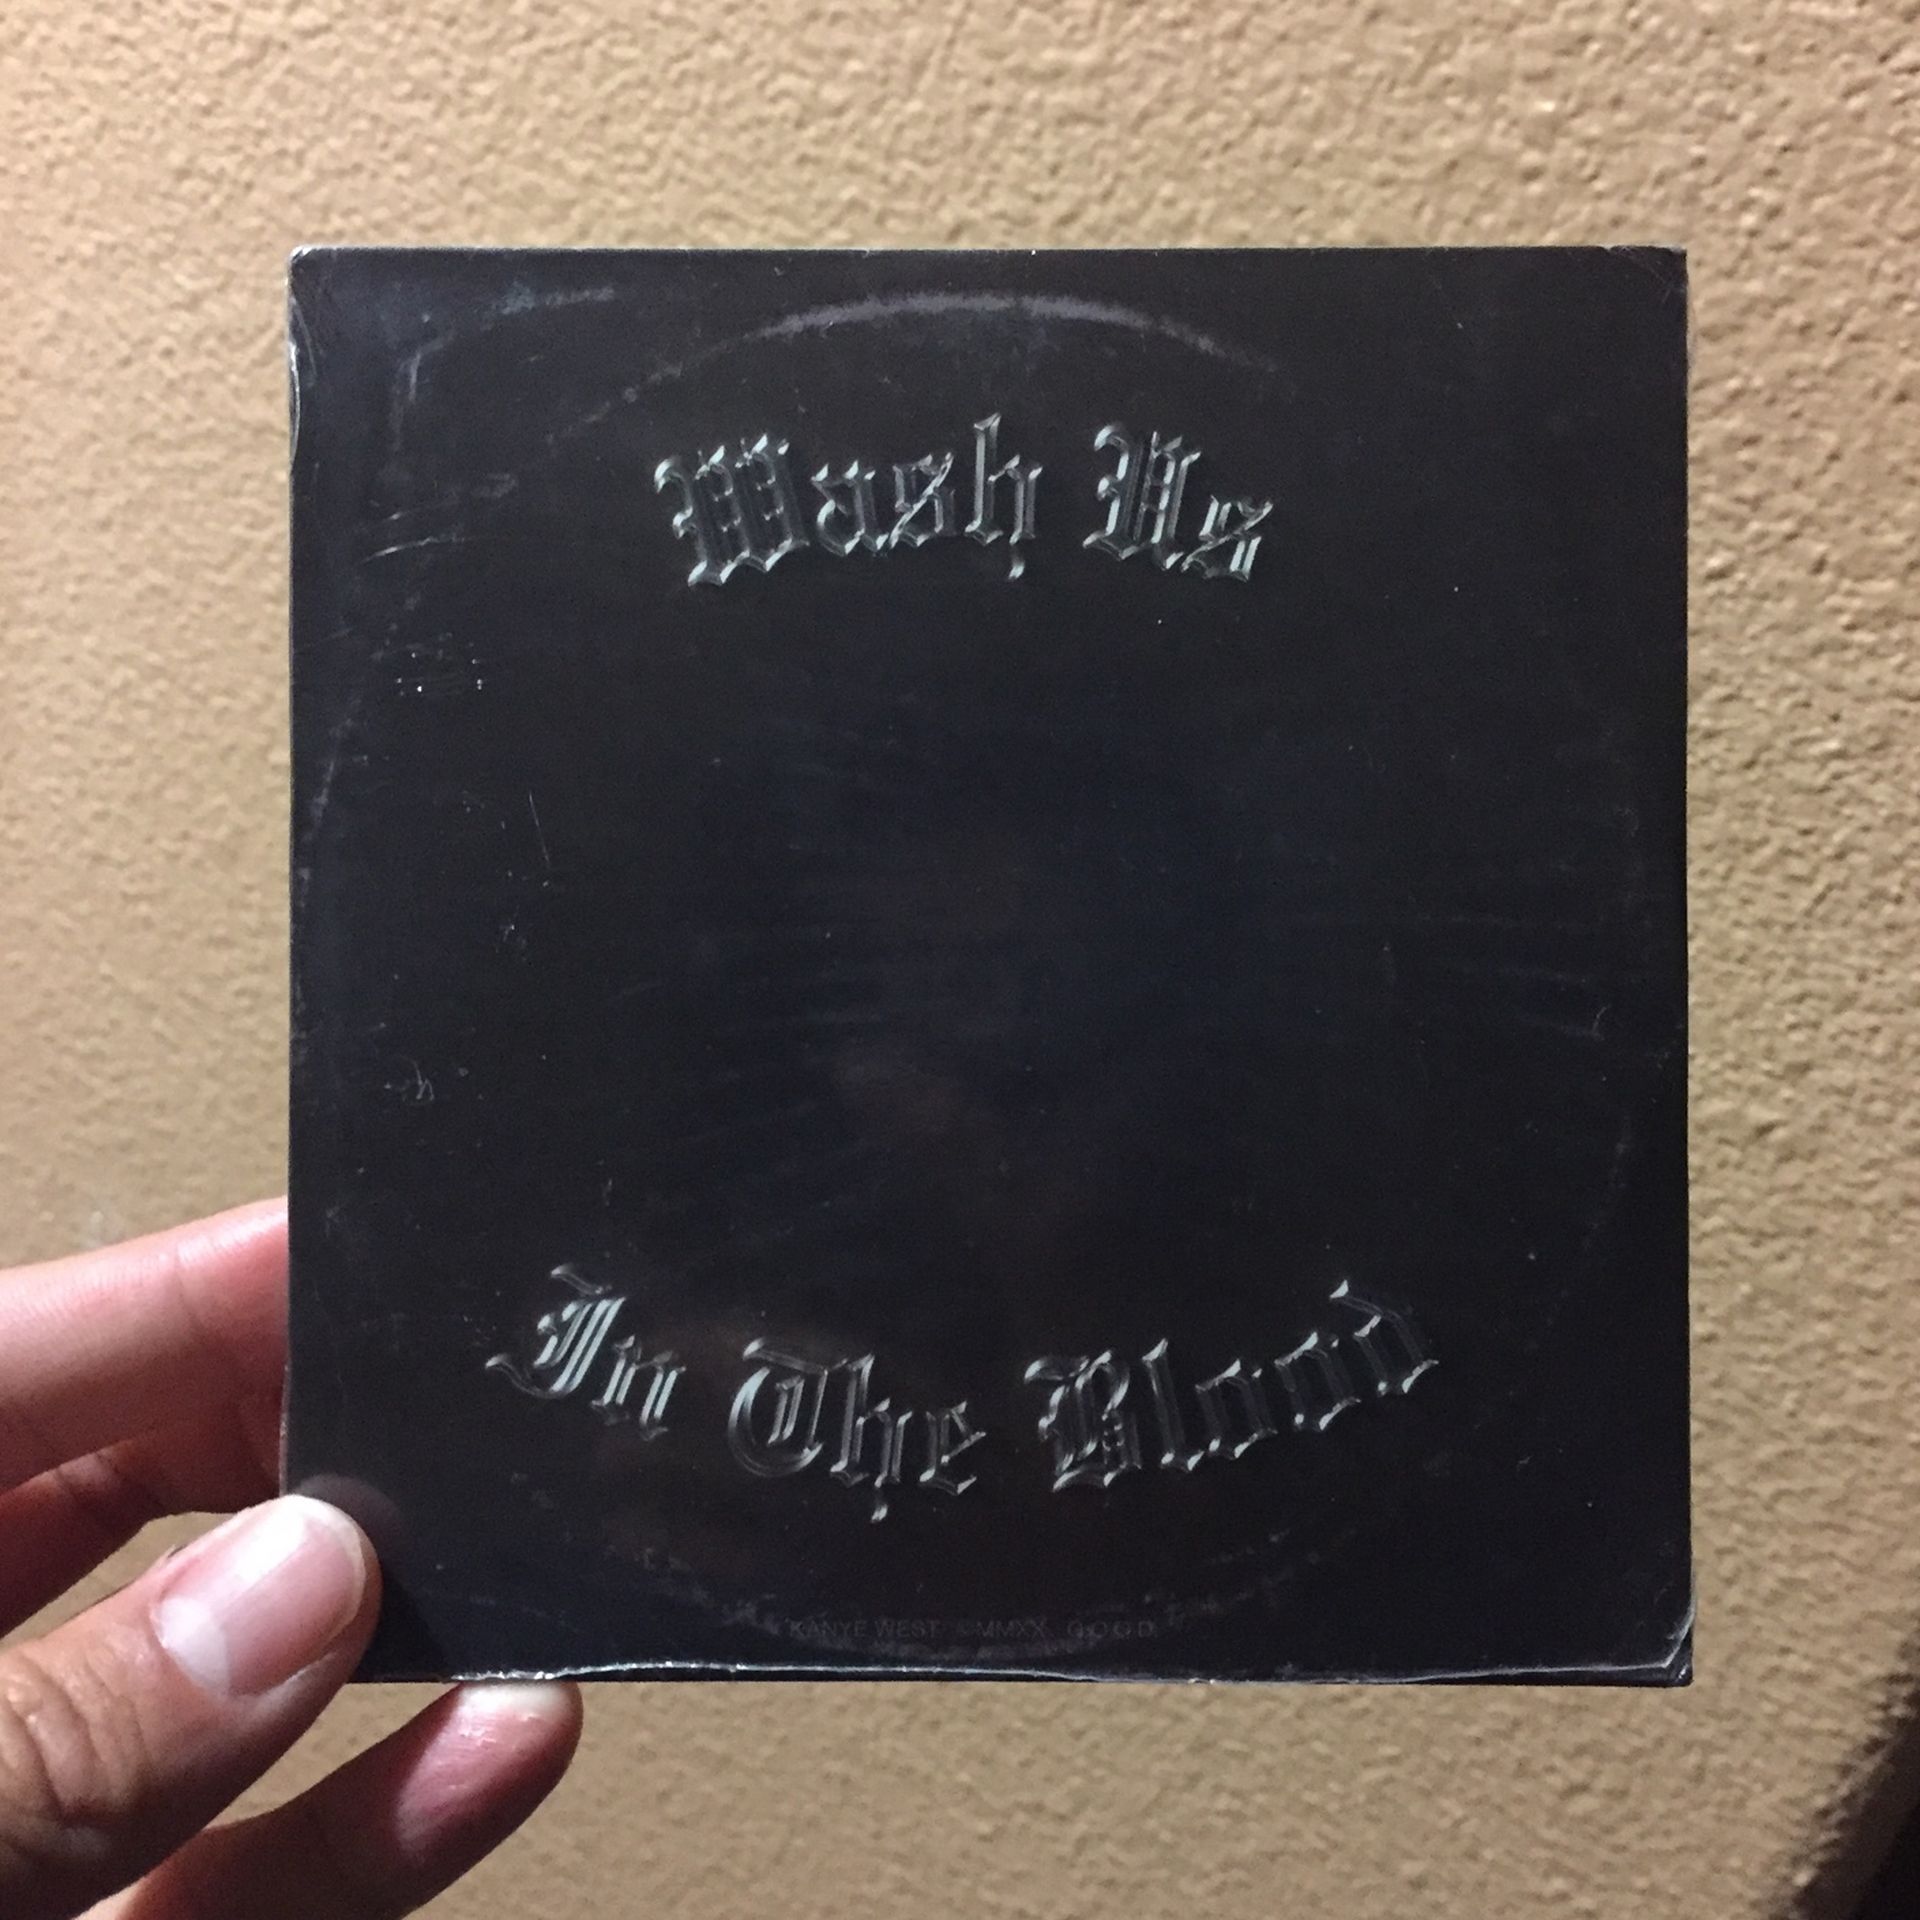 Wash Us
In The Blood
KANYE WEST ©MMXX G.O.O.D.